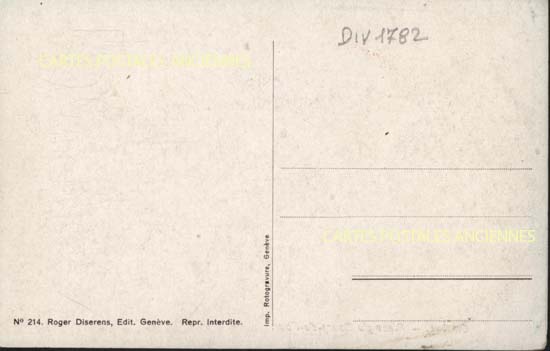 DIV 1782
CARTES POSTALES ANCIENNES
CARTES POSTALES ANCIENNES
Imp. Rotogravure, Genève
Nº 214. Roger Diserens, Edit. Genève. Repr. interdite.